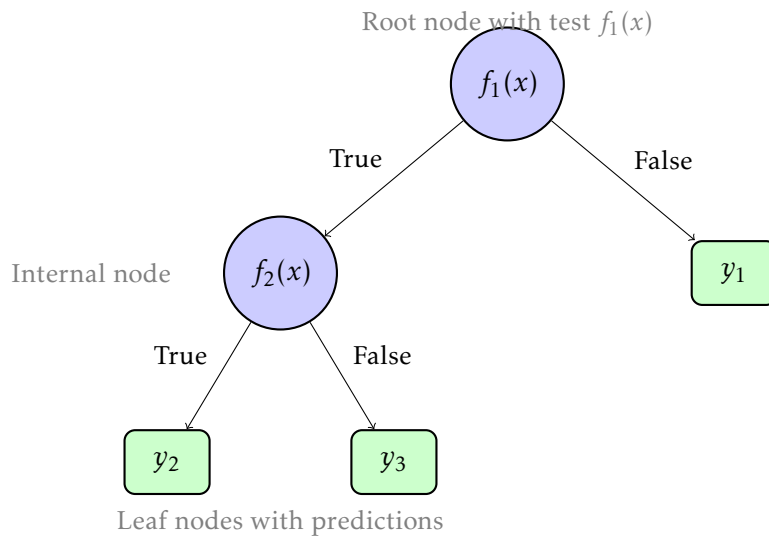 Root node with test f₁(x)
f₁(x)
True
False
Internal node
f₂(x)
y₁
True
False
y₂
y₃
Leaf nodes with predictions